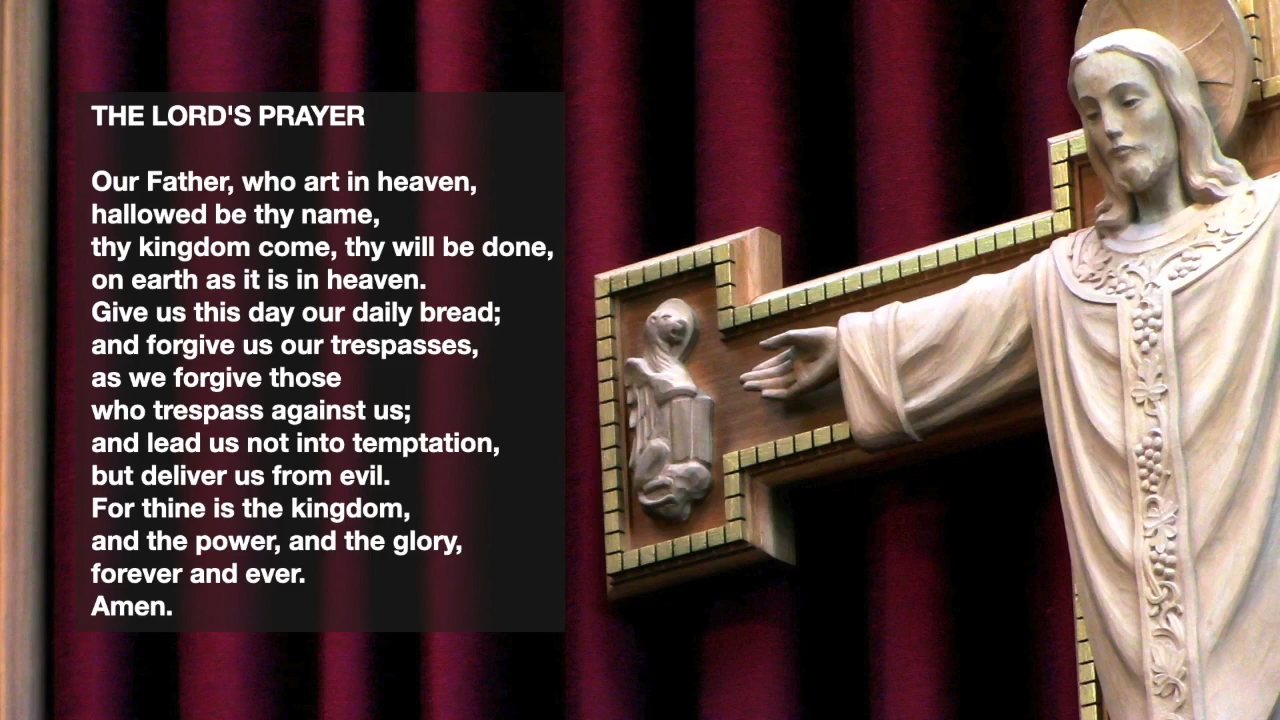 THE LORD'S PRAYER
Our Father, who art in heaven,
hallowed be thy name,
thy kingdom come, thy will be done,
on earth as it is in heaven.
Give us this day our daily bread;
and forgive us our trespasses,
as we forgive those
who trespass against us;
and lead us not into temptation,
but deliver us from evil.
For thine is the kingdom,
and the power, and the glory,
forever and ever.
Amen.